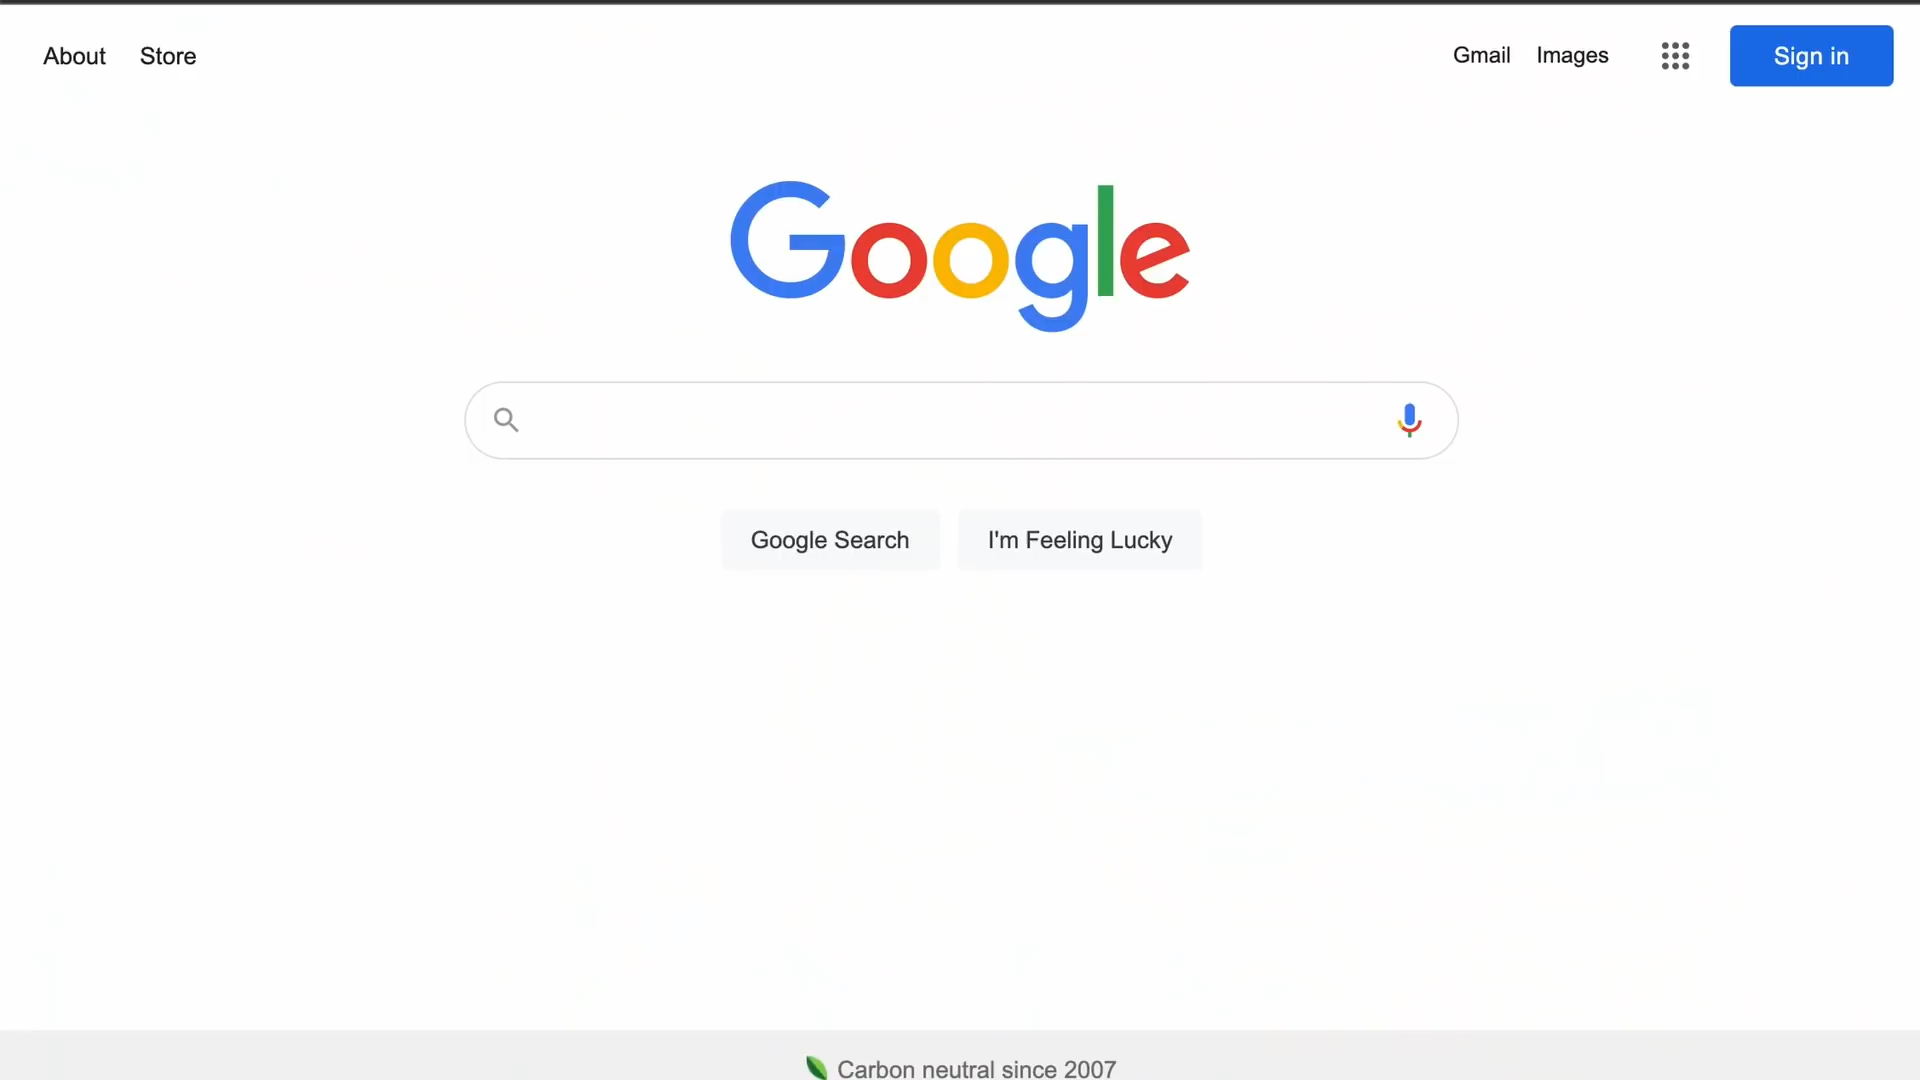 About Store Gmail Images Sign in
Google
Google Search I'm Feeling Lucky
Carbon neutral since 2007